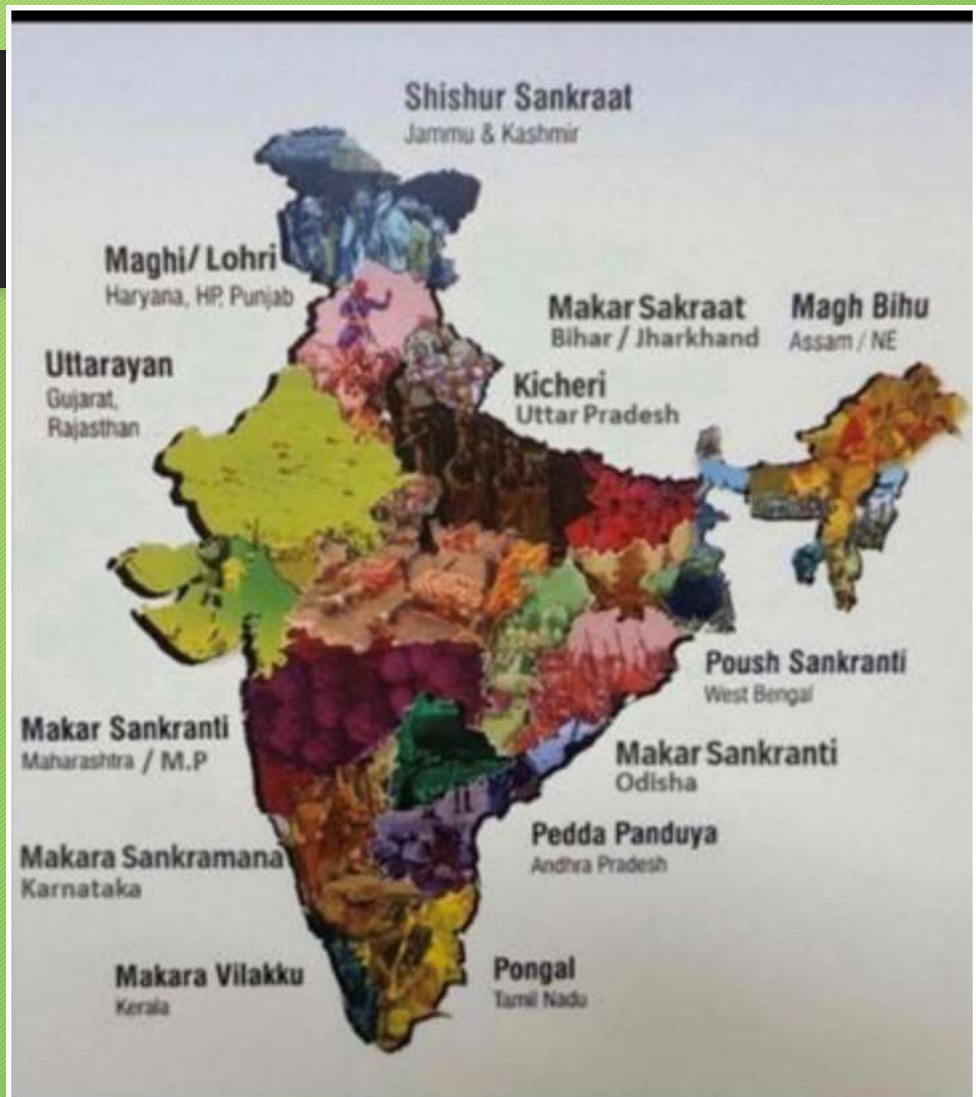 Shishur Sankraat
Jammu & Kashmir
Maghi/ Lohri
Haryana, HP, Punjab
Makar Sakraat
Bihar / Jharkhand
Magh Bihu
Assam / NE
Uttarayan
Gujarat,
Rajasthan
Kicheri
Uttar Pradesh
Poush Sankranti
West Bengal
Makar Sankranti
Maharashtra / M.P
Makar Sankranti
Odisha
Pedda Panduya
Andhra Pradesh
Makara Sankramana
Karnataka
Makara Vilakku
Kerala
Pongal
Tamil Nadu